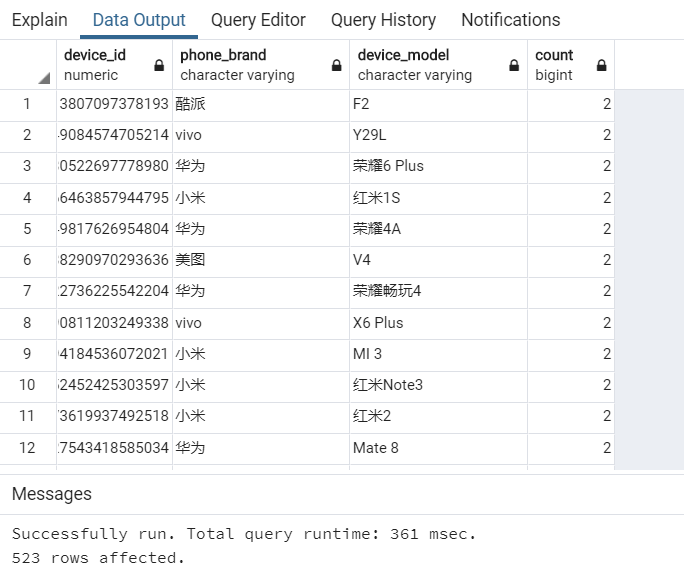 Explain Data Output Query Editor Query History Notifications
device_id phone_brand device_model count
numeric character varying character varying bigint
1 3807097378193 酷派 F2 2
2 9084574705214 vivo Y29L 2
3 0522697778980 华为 荣耀6 Plus 2
4 6463857944795 小米 红米1S 2
5 9817626954804 华为 荣耀4A 2
6 8290970293636 美图 V4 2
7 2736225542204 华为 荣耀畅玩4 2
8 0811203249338 vivo X6 Plus 2
9 4184536072021 小米 MI 3 2
10 2452425303597 小米 红米Note3 2
11 3619937492518 小米 红米2 2
12 7543418585034 华为 Mate 8 2
Messages
Successfully run. Total query runtime: 361 msec.
523 rows affected.